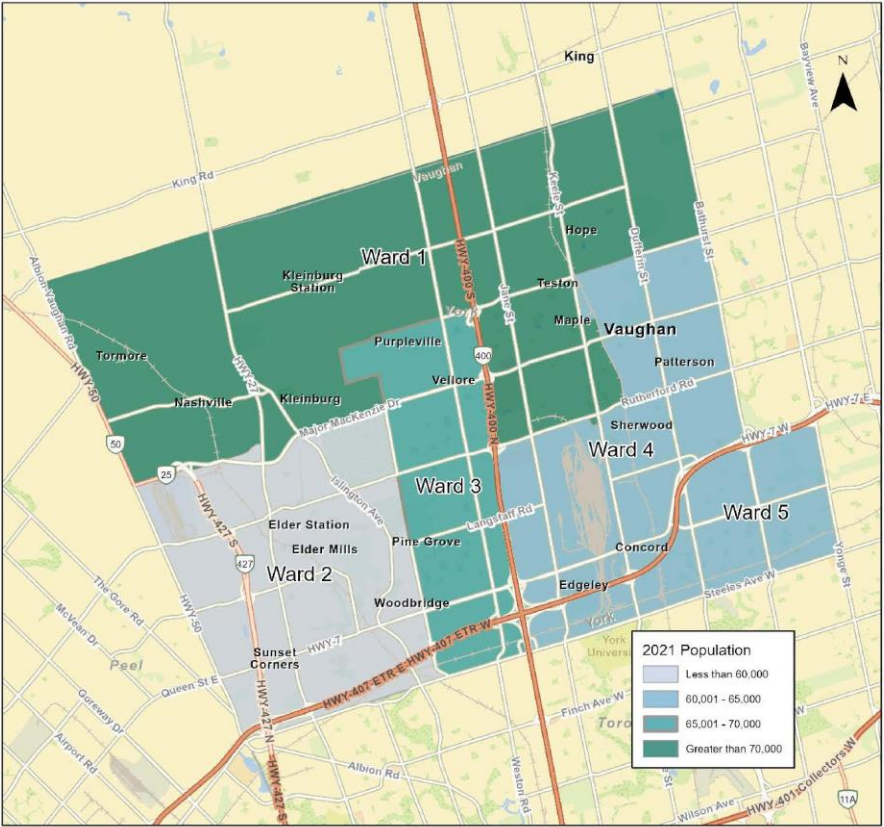 King
N
Bayview Ave
King Rd
Vaughan
Keele St
Bathurst St
Hope
Dufferin St
Ward 1
HWY-400 S
Albion-Vaughan Rd
Kleinburg
Station
Teston
Jane St
York
Maple
Vaughan
Purpleville
Tormore
400
Patterson
HWY-27
HWY-50
Vellore
Nashville
Kleinburg
Major MacKenzie Dr
Rutherford Rd
HWY-7 E
HWY-400 N
Sherwood
HWY-7 W
50
Ward 4
25
Islington Ave
Ward 3
HWY-427 S
Ward 5
Elder Station
Langstaff Rd
Pine Grove
Elder Mills
Concord
427
Ward 2
Edgeley
Yonge St
The Gore Rd
HWY-50
Woodbridge
Steeles Ave W
McVean Dr
York
HWY-7
HWY-407 ETR E HWY-407 ETR W
York
Peel
Sunset
Corners
2021 Population
Less than 60,000
60,001 - 65,000
65,001 - 70,000
Greater than 70,000
Queen St E
Goreway Dr
Finch Ave W
HWY-427 N
Airport Rd
Albion Rd
HWY-427 S
Weston Rd
Wilson Ave
HWY-401 Collectors W
11A